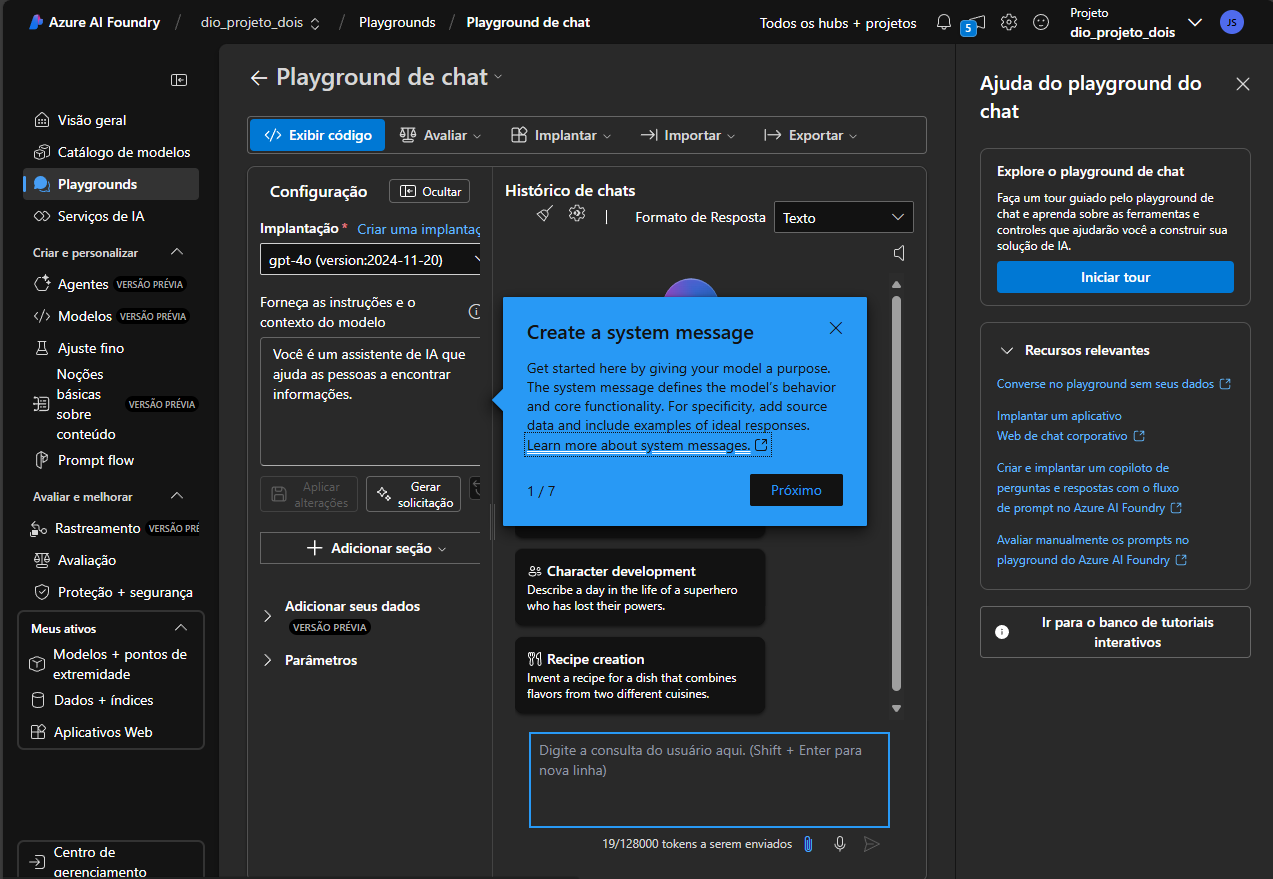 Azure AI Foundry / dio_projeto_dois / Playgrounds / Playground de chat
Todos os hubs + projetos
5
Projeto
dio_projeto_dois
JS
Visão geral
Catálogo de modelos
Playgrounds
Serviços de IA
Criar e personalizar
Agentes VERSÃO PRÉVIA
Modelos VERSÃO PRÉVIA
Ajuste fino
Noções
básicas
sobre
conteúdo
VERSÃO PRÉVIA
Prompt flow
Avaliar e melhorar
Rastreamento VERSÃO PRÉ
Avaliação
Proteção + segurança
Meus ativos
Modelos + pontos de
extremidade
Dados + índices
Aplicativos Web
Centro de
gerenciamento
Playground de chat
Exibir código
Avaliar
Implantar
Importar
Exportar
Configuração
Ocultar
Implantação * Criar uma implantaç
gpt-4o (version:2024-11-20)
Forneça as instruções e o
contexto do modelo
Você é um assistente de IA que
ajuda as pessoas a encontrar
informações.
Aplicar
alterações
Gerar
solicitação
Adicionar seção
Adicionar seus dados
VERSÃO PRÉVIA
Parâmetros
Histórico de chats
Formato de Resposta
Texto
Create a system message
Get started here by giving your model a purpose.
The system message defines the model's behavior
and core functionality. For specificity, add source
data and include examples of ideal responses.
Learn more about system messages.
1 / 7
Próximo
Character development
Describe a day in the life of a superhero
who has lost their powers.
Recipe creation
Invent a recipe for a dish that combines
flavors from two different cuisines.
Digite a consulta do usuário aqui. (Shift + Enter para
nova linha)
19/128000 tokens a serem enviados
Ajuda do playground do
chat
Explore o playground de chat
Faça um tour guiado pelo playground de
chat e aprenda sobre as ferramentas e
controles que ajudarão você a construir sua
solução de IA.
Iniciar tour
Recursos relevantes
Converse no playground sem seus dados
Implantar um aplicativo
Web de chat corporativo
Criar e implantar um copiloto de
perguntas e respostas com o fluxo
de prompt no Azure AI Foundry
Avaliar manualmente os prompts no
playground do Azure AI Foundry
Ir para o banco de tutoriais
interativos